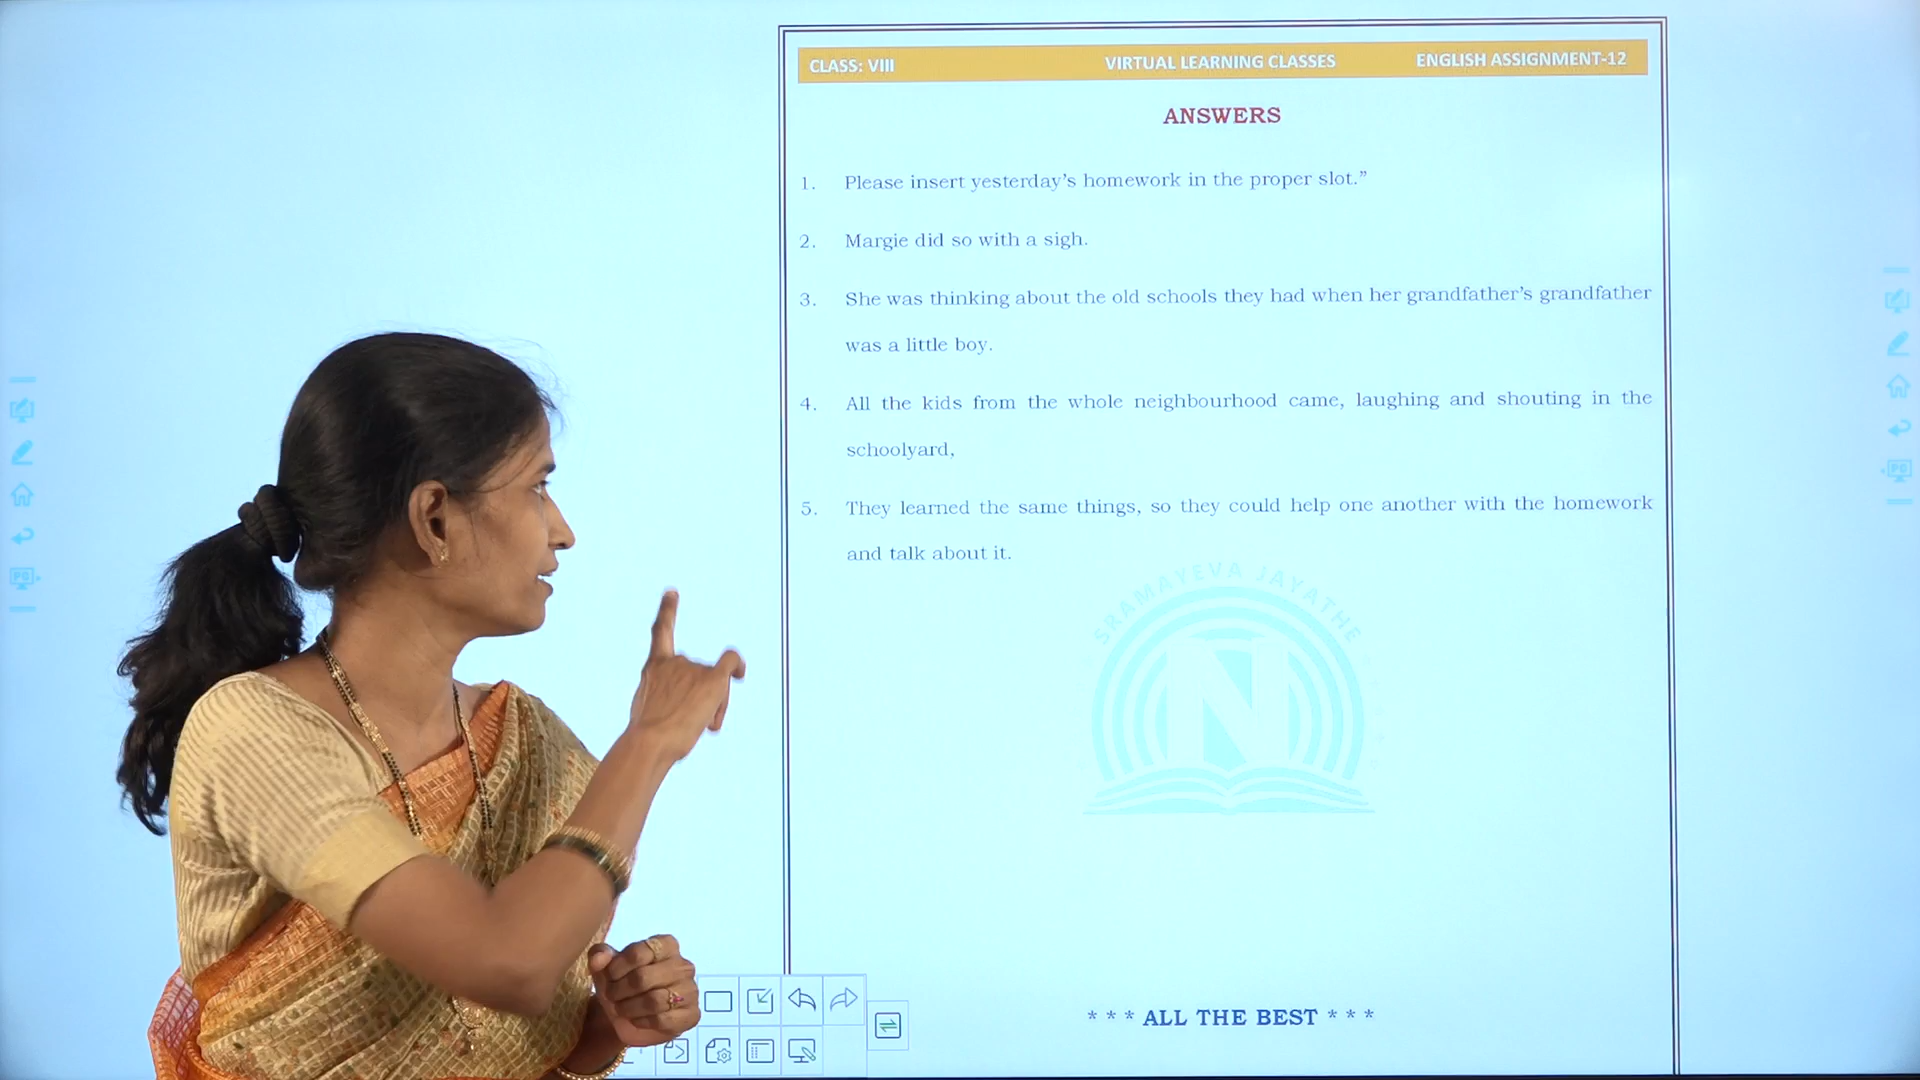 CLASS: VIII VIRTUAL LEARNING CLASSES ENGLISH ASSIGNMENT-12
ANSWERS
1. Please insert yesterday's homework in the proper slot.”
2. Margie did so with a sigh.
3. She was thinking about the old schools they had when her grandfather's grandfather
was a little boy.
4. All the kids from the whole neighbourhood came, laughing and shouting in the
schoolyard,
5. They learned the same things, so they could help one another with the homework
and talk about it.
SRAMAYEVA JAYATHE
N
* * * ALL THE BEST * * *